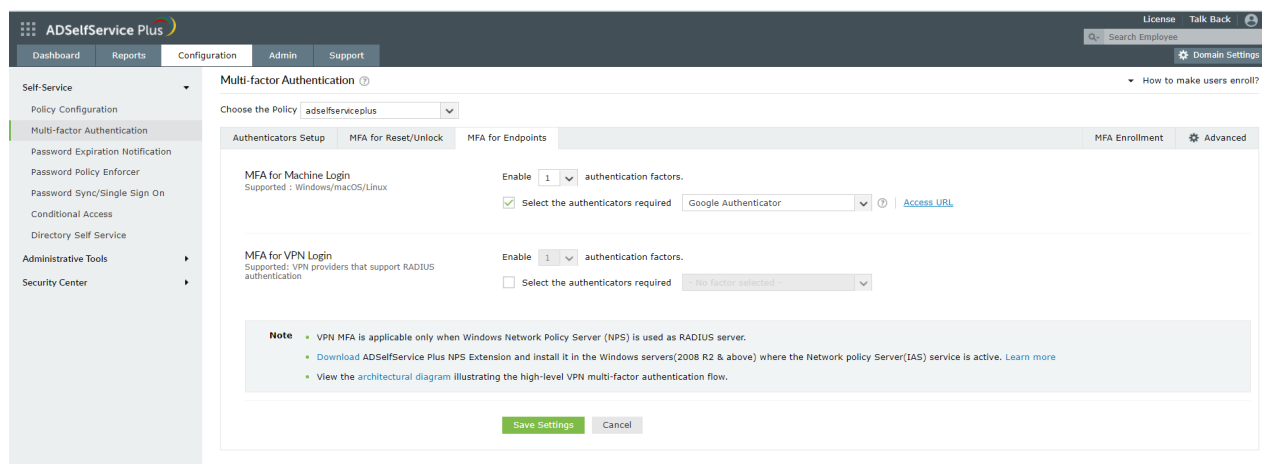 License | Talk Back
ADSelfService Plus
Search Employee
Dashboard Reports Configuration Admin Support
Domain Settings
Self-Service
Policy Configuration
Multi-factor Authentication
Password Expiration Notification
Password Policy Enforcer
Password Sync/Single Sign On
Conditional Access
Directory Self Service
Administrative Tools
Security Center
Multi-factor Authentication ?
How to make users enroll?
Choose the Policy adselfserviceplus
Authenticators Setup MFA for Reset/Unlock MFA for Endpoints MFA Enrollment Advanced
MFA for Machine Login
Supported : Windows/macOS/Linux
Enable 1 authentication factors.
Select the authenticators required Google Authenticator ? | Access URL
MFA for VPN Login
Supported: VPN providers that support RADIUS
authentication
Enable 1 authentication factors.
Select the authenticators required - No factor selected -
Note • VPN MFA is applicable only when Windows Network Policy Server (NPS) is used as RADIUS server.
• Download ADSelfService Plus NPS Extension and install it in the Windows servers(2008 R2 & above) where the Network policy Server(IAS) service is active. Learn more
• View the architectural diagram illustrating the high-level VPN multi-factor authentication flow.
Save Settings Cancel